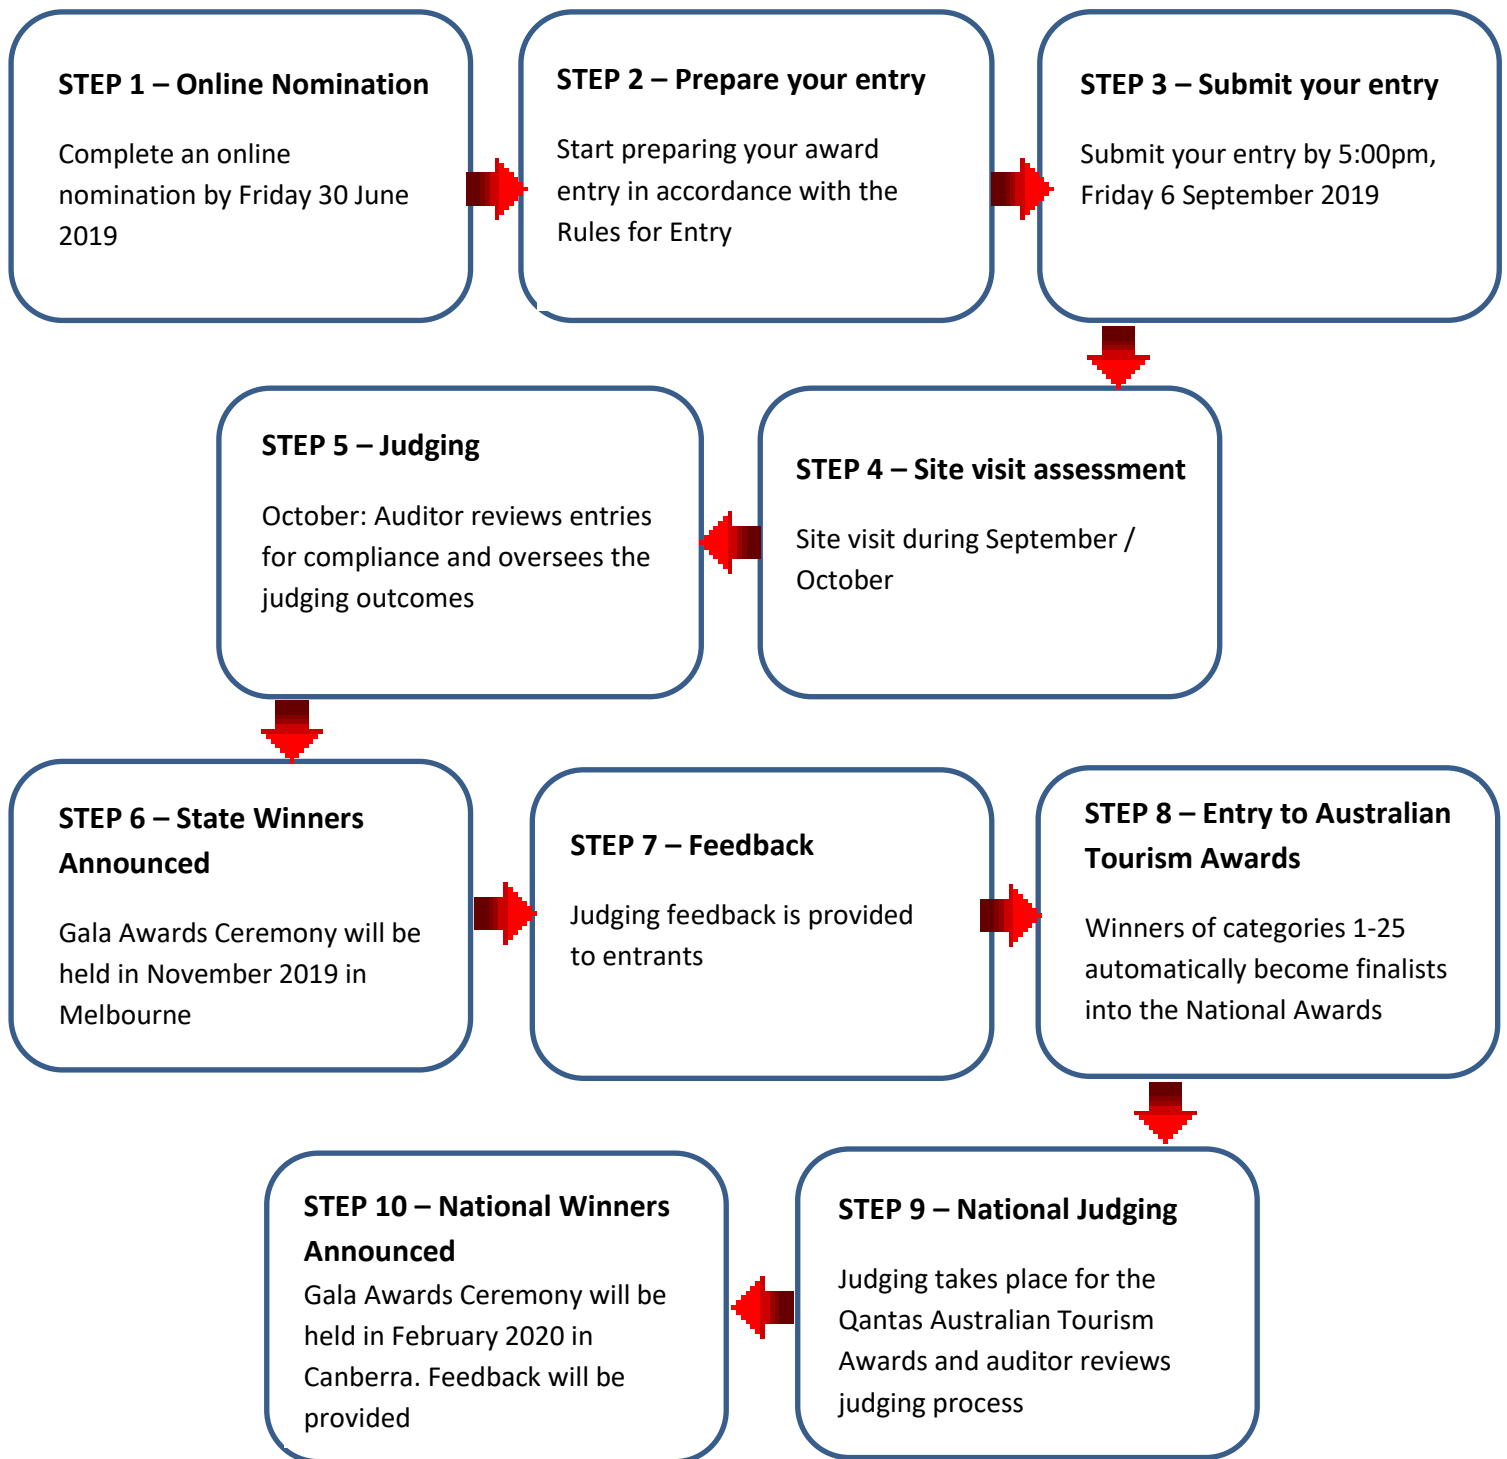 STEP 1 – Online Nomination
Complete an online
nomination by Friday 30 June
2019
STEP 2 – Prepare your entry
Start preparing your award
entry in accordance with the
Rules for Entry
STEP 3 – Submit your entry
Submit your entry by 5:00pm,
Friday 6 September 2019
STEP 4 – Site visit assessment
Site visit during September /
October
STEP 5 – Judging
October: Auditor reviews entries
for compliance and oversees the
judging outcomes
STEP 6 – State Winners
Announced
Gala Awards Ceremony will be
held in November 2019 in
Melbourne
STEP 7 – Feedback
Judging feedback is provided
to entrants
STEP 8 – Entry to Australian
Tourism Awards
Winners of categories 1-25
automatically become finalists
into the National Awards
STEP 9 – National Judging
Judging takes place for the
Qantas Australian Tourism
Awards and auditor reviews
judging process
STEP 10 – National Winners
Announced
Gala Awards Ceremony will be
held in February 2020 in
Canberra. Feedback will be
provided